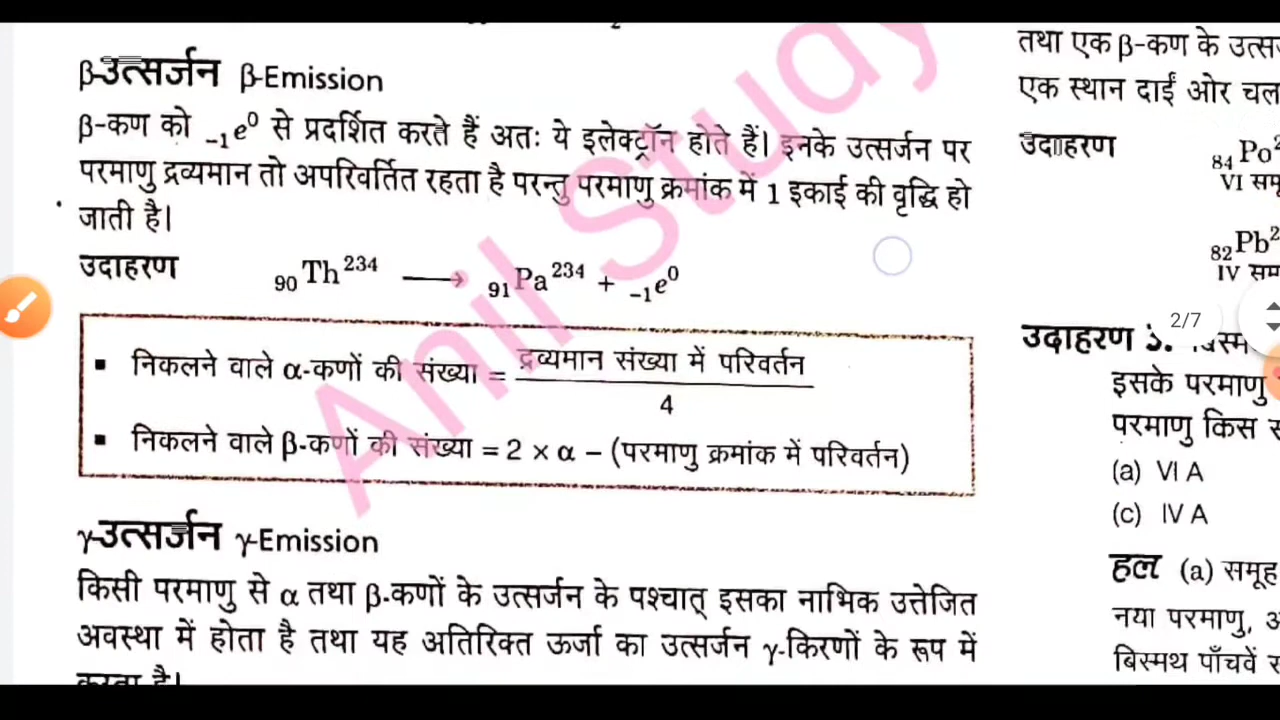 β-उत्सर्जन β-Emission
β-कण को ₋₁e⁰ से प्रदर्शित करते हैं अतः ये इलेक्ट्रॉन होते हैं। इनके उत्सर्जन पर
परमाणु द्रव्यमान तो अपरिवर्तित रहता है परन्तु परमाणु क्रमांक में 1 इकाई की वृद्धि हो
जाती है।
उदाहरण ₉₀Th²³⁴ ⟶ ₉₁Pa²³⁴ + ₋₁e⁰
▪ निकलने वाले α-कणों की संख्या = द्रव्यमान संख्या में परिवर्तन
4
▪ निकलने वाले β-कणों की संख्या = 2 × α – (परमाणु क्रमांक में परिवर्तन)
γ-उत्सर्जन γ-Emission
किसी परमाणु से α तथा β-कणों के उत्सर्जन के पश्चात् इसका नाभिक उत्तेजित
अवस्था में होता है तथा यह अतिरिक्त ऊर्जा का उत्सर्जन γ-किरणों के रूप में
करता है।
Anil Study
तथा एक β-कण के
एक स्थान दाईं ओर
उदाहरण ₈₄Po
VI
₈₂Pb
IV
2/7
उदाहरण
इसके परमाणु
परमाणु किस
(a) VI A
(c) IV A
हल (a) समूह
नया परमाणु,
बिस्मथ पाँचवें